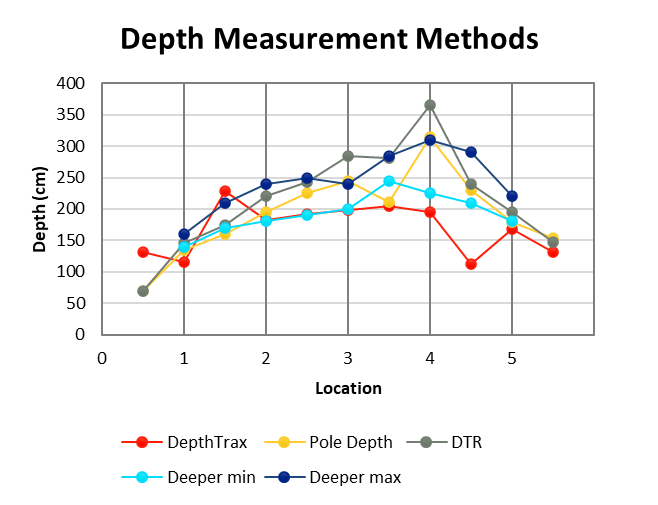 Depth Measurement Methods
400
350
300
250
200
150
100
50
0
Depth (cm)
0 1 2 3 4 5
Location
DepthTrax Pole Depth DTR
Deeper min Deeper max